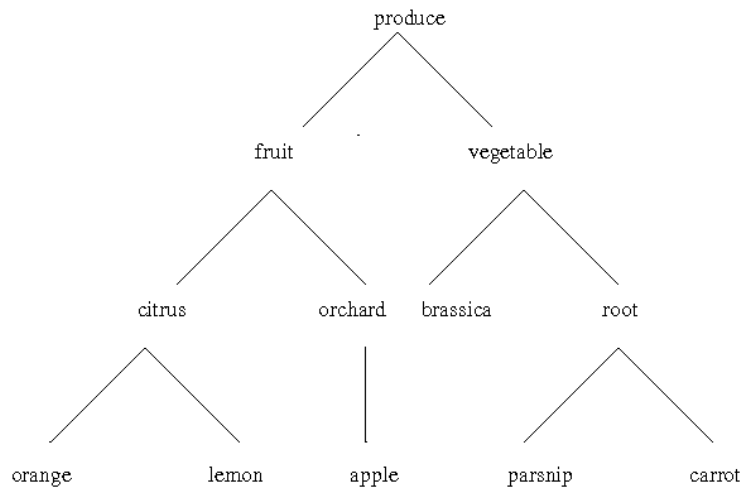 produce
fruit vegetable
citrus orchard brassica root
orange lemon apple parsnip carrot